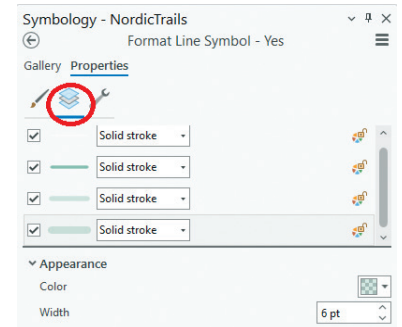 Symbology - NordicTrails
Format Line Symbol - Yes
Gallery Properties
Solid stroke
Solid stroke
Solid stroke
Solid stroke
Appearance
Color
Width 6 pt